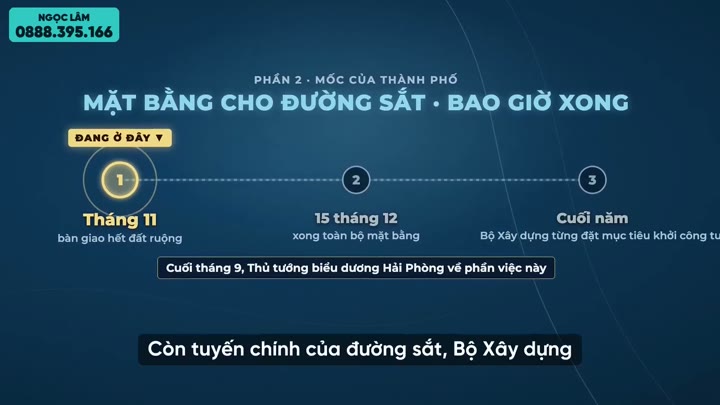 NGỌC LÂM
0888.395.166
PHẦN 2 · MỐC CỦA THÀNH PHỐ
MẶT BẰNG CHO ĐƯỜNG SẮT · BAO GIỜ XONG
ĐANG Ở ĐÂY ▼
1
2
3
Tháng 11
15 tháng 12
Cuối năm
bàn giao hết đất ruộng
xong toàn bộ mặt bằng
Bộ Xây dựng từng đặt mục tiêu khởi công
Cuối tháng 9, Thủ tướng biểu dương Hải Phòng về phần việc này
Còn tuyến chính của đường sắt, Bộ Xây dựng